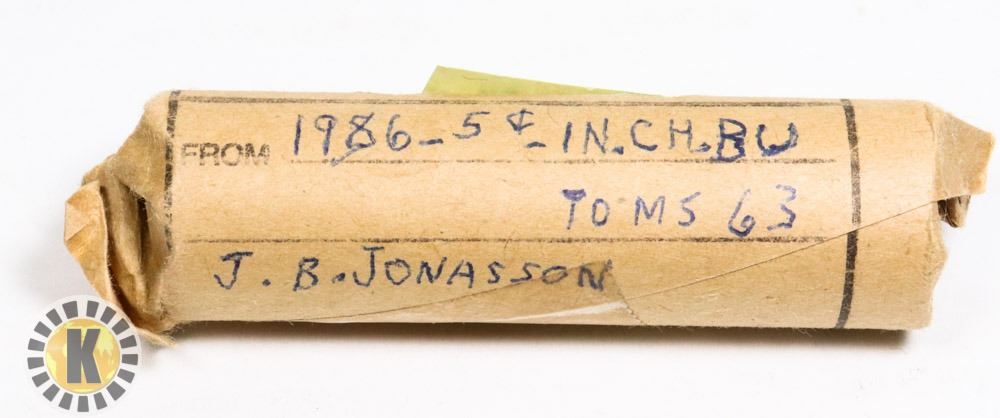 FROM 1986 - 5¢ - IN. CH. BU
TO MS 63
J. B. JONASSON
K